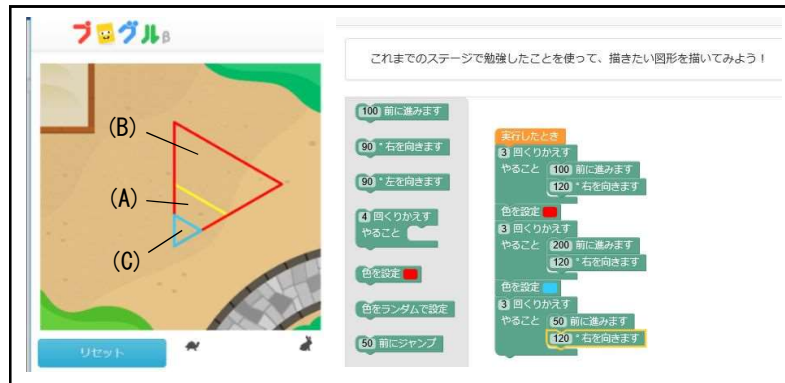 プログルβ
(B)
(A)
(C)
リセット
これまでのステージで勉強したことを使って、描きたい図形を描いてみよう！
100 前に進みます
90 ° 右を向きます
90 ° 左を向きます
4 回くりかえす
やること
色を設定
色をランダムで設定
50 前にジャンプ
実行したとき
3 回くりかえす
やること 100 前に進みます
120 ° 右を向きます
色を設定
3 回くりかえす
やること 200 前に進みます
120 ° 右を向きます
色を設定
3 回くりかえす
やること 50 前に進みます
120 ° 右を向きます